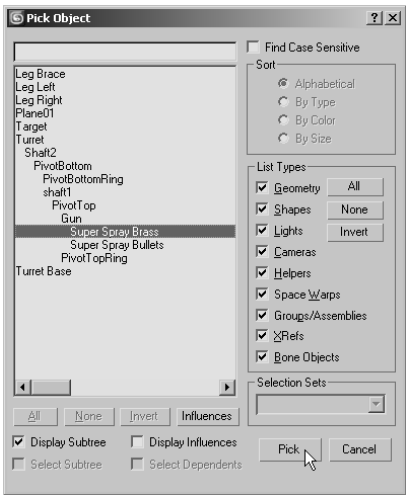 Pick Object
Find Case Sensitive
Sort
Alphabetical
By Type
By Color
By Size
Leg Brace
Leg Left
Leg Right
Plane01
Target
Turret
Shaft2
PivotBottom
PivotBottomRing
shaft1
PivotTop
Gun
Super Spray Brass
Super Spray Bullets
PivotTopRing
Turret Base
List Types
Geometry
All
Shapes
None
Lights
Invert
Cameras
Helpers
Space Warps
Groups/Assemblies
XRefs
Bone Objects
Selection Sets
All None Invert Influences
Display Subtree Display Influences
Select Subtree Select Dependents
Pick Cancel